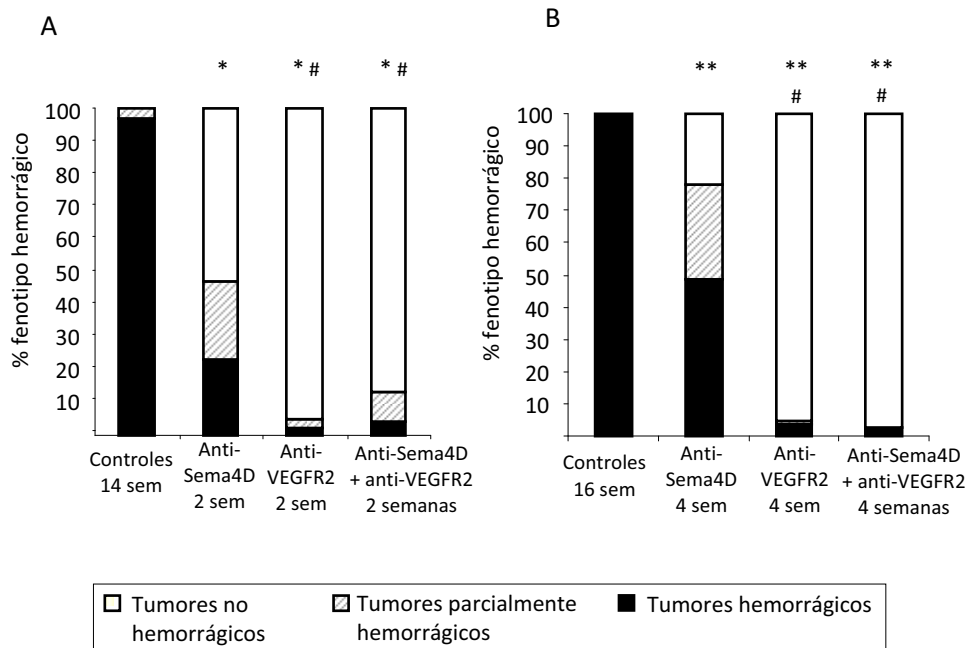 A
* * # * #
% fenotipo hemorrágico
100
90
80
70
60
50
40
30
20
10
Controles
14 sem
Anti-
Sema4D
2 sem
Anti-
VEGFR2
2 sem
Anti-Sema4D
+ anti-VEGFR2
2 semanas
B
** ** **
# #
% fenotipo hemorrágico
100
90
80
70
60
50
40
30
20
10
Controles
16 sem
Anti-
Sema4D
4 sem
Anti-
VEGFR2
4 sem
Anti-Sema4D
+ anti-VEGFR2
4 semanas
Tumores no
hemorrágicos
Tumores parcialmente
hemorrágicos
Tumores hemorrágicos